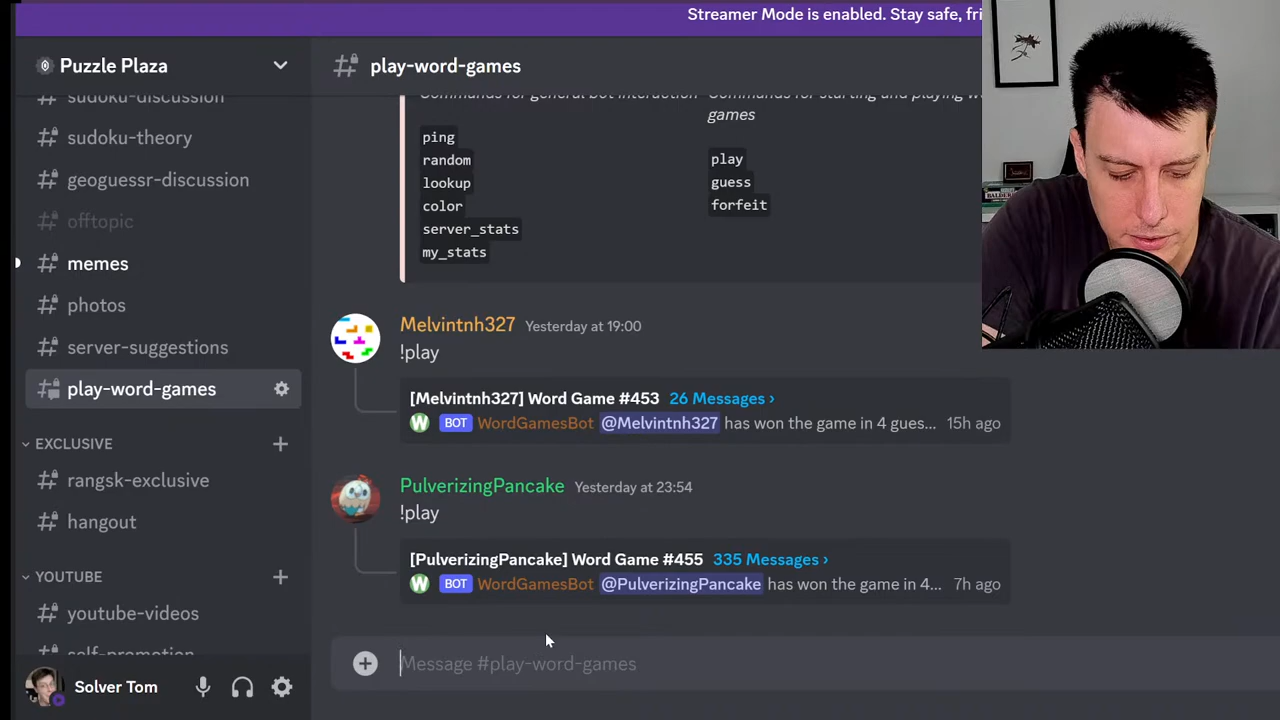 Streamer Mode is enabled. Stay safe, fri
Puzzle Plaza
play-word-games
sudoku-discussion
sudoku-theory
geoguessr-discussion
offtopic
memes
photos
server-suggestions
play-word-games
EXCLUSIVE
rangsk-exclusive
hangout
YOUTUBE
youtube-videos
self-promotion
Solver Tom
Commands for general bot interaction
ping
random
lookup
color
server_stats
my_stats
Commands for starting and playing w
games
play
guess
forfeit
Melvintnh327 Yesterday at 19:00
!play
[Melvintnh327] Word Game #453 26 Messages ›
BOT WordGamesBot @Melvintnh327 has won the game in 4 gues... 15h ago
PulverizingPancake Yesterday at 23:54
!play
[PulverizingPancake] Word Game #455 335 Messages ›
BOT WordGamesBot @PulverizingPancake has won the game in 4... 7h ago
Message #play-word-games